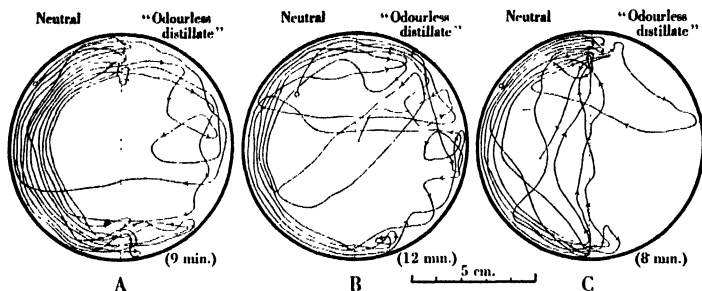 Neutral
"Odourless
distillate"
Neutral
"Odourless
distillate"
Neutral
"Odourless
distillate"
(9 min.)
(12 min.)
(8 min.)
A
B
5 cm.
C